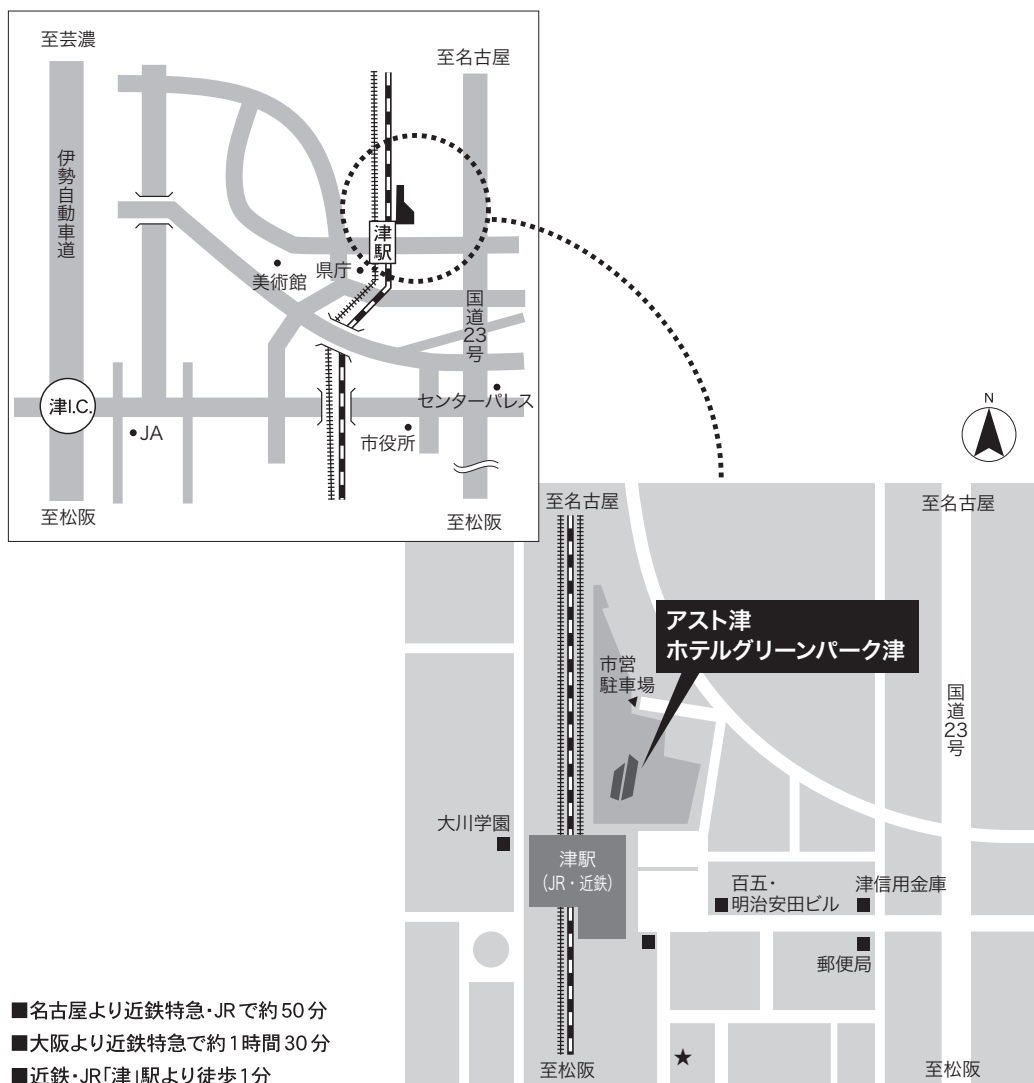 至芸濃
至名古屋
伊勢自動車道
津駅
美術館
県庁
国道23号
津I.C.
JA
センターパレス
市役所
至松阪
至松阪
N
至名古屋
至名古屋
アスト津
ホテルグリーンパーク津
市営
駐車場
国道23号
大川学園
津駅
(JR・近鉄)
百五・
明治安田ビル
津信用金庫
郵便局
至松阪
至松阪
■名古屋より近鉄特急・JRで約50分
■大阪より近鉄特急で約1時間30分
■近鉄・JR「津」駅より徒歩1分